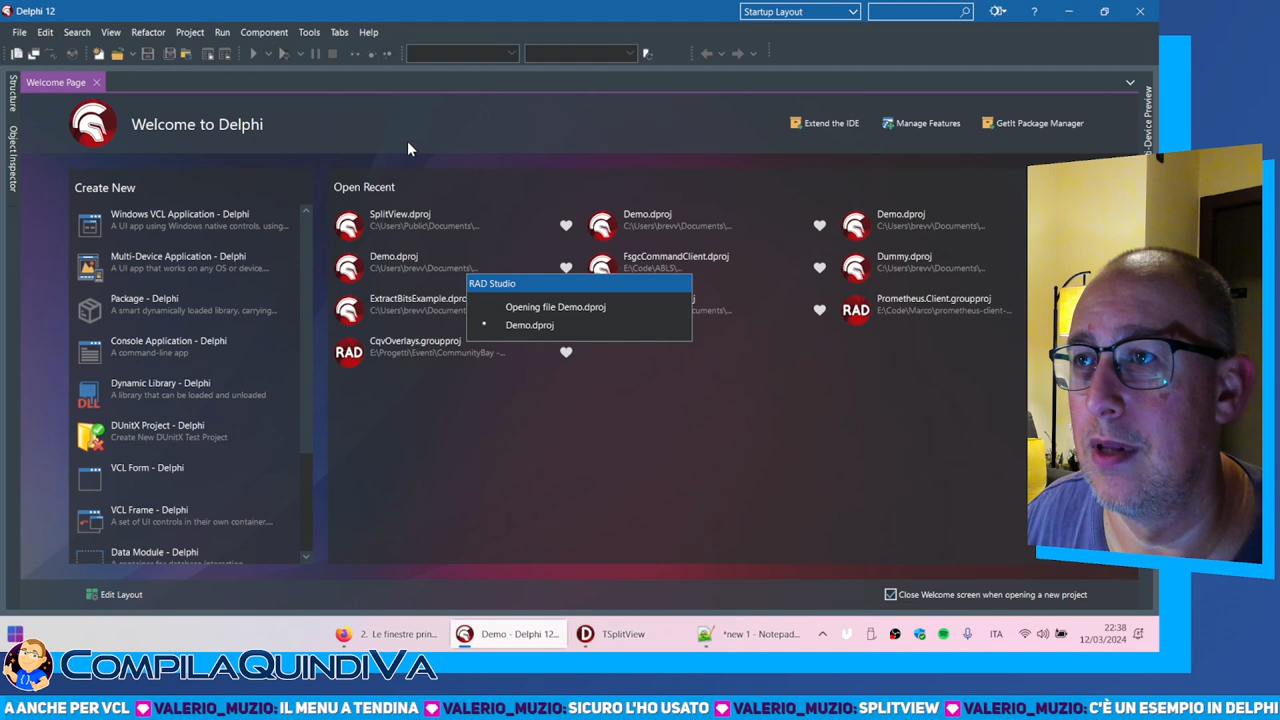 Delphi 12
Startup Layout
File Edit Search View Refactor Project Run Component Tools Tabs Help
Welcome Page
Structure
Object Inspector
Welcome to Delphi
Extend the IDE
Manage Features
GetIt Package Manager
Create New
Windows VCL Application - Delphi
A UI app using Windows native controls, using...
Multi-Device Application - Delphi
A UI app that works on any OS or device,...
Package - Delphi
A smart dynamically loaded library, carrying...
Console Application - Delphi
A command-line app
Dynamic Library - Delphi
A library that can be loaded and unloaded
DUnitX Project - Delphi
Create New DUnitX Test Project
VCL Form - Delphi
VCL Frame - Delphi
A set of UI controls in their own container,...
Data Module - Delphi
Open Recent
SplitView.dproj
C:\Users\Public\Documents\...
Demo.dproj
C:\Users\brevv\Documents\...
Demo.dproj
C:\Users\brevv\Documents\...
Demo.dproj
C:\Users\brevv\Documents\...
FsgcCommandClient.dproj
E:\Code\ABLS\...
Dummy.dproj
C:\Users\brevv\Documents\...
C:\Users\brevv\Documents\...
Prometheus.Client.groupproj
E:\Code\Marco\prometheus-client-...
CqvOverlays.groupproj
E:\Progetti\Eventi\CommunityBay -...
RAD Studio
Opening file Demo.dproj
Demo.dproj
Edit Layout
Close Welcome screen when opening a new project
2. Le finestre prin...
Demo - Delphi 12...
TSplitView
*new 1 - Notepad...
ITA
22:38
12/03/2024
COMPILAQUINDIVA
A ANCHE PER VCL VALERIO_MUZIO: IL MENU A TENDINA VALERIO_MUZIO: SICURO L'HO USATO VALERIO_MUZIO: SPLITVIEW VALERIO_MUZIO: C'È UN ESEMPIO IN DELPHI